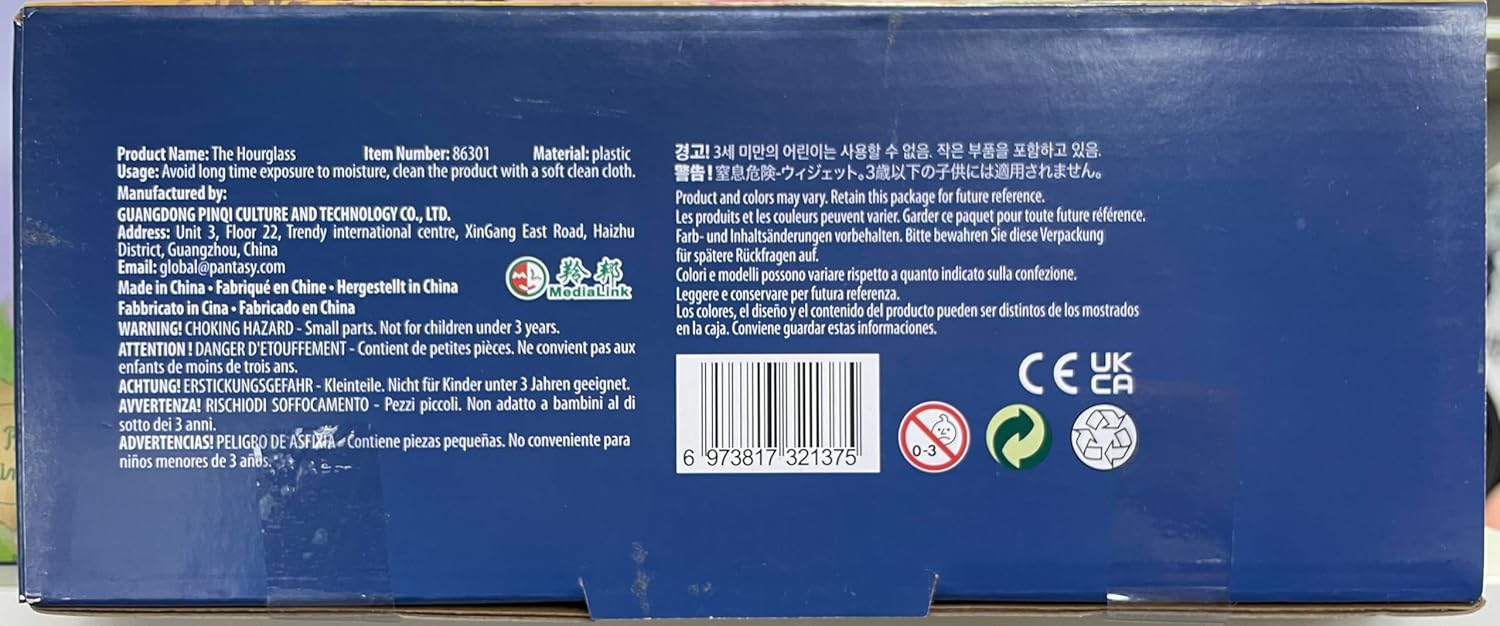 Product Name: The Hourglass Item Number: 86301 Material: plastic
Usage: Avoid long time exposure to moisture, clean the product with a soft clean cloth.
Manufactured by:
GUANGDONG PINQI CULTURE AND TECHNOLOGY CO., LTD.
Address: Unit 3, Floor 22, Trendy international centre, XinGang East Road, Haizhu
District, Guangzhou, China
Email: global@pantasy.com
Made in China • Fabriqué en Chine • Hergestellt in China
Fabbricato in Cina • Fabricado en China
羚邦
MediaLink
WARNING! CHOKING HAZARD - Small parts. Not for children under 3 years.
ATTENTION ! DANGER D'ETOUFFEMENT - Contient de petites pièces. Ne convient pas aux
enfants de moins de trois ans.
ACHTUNG! ERSTICKUNGSGEFAHR - Kleinteile. Nicht für Kinder unter 3 Jahren geeignet.
AVVERTENZA! RISCHIODI SOFFOCAMENTO - Pezzi piccoli. Non adatto a bambini al di
sotto dei 3 anni.
ADVERTENCIAS! PELIGRO DE ASFIXIA - Contiene piezas pequeñas. No conveniente para
niños menores de 3 años.
경고! 3세 미만의 어린이는 사용할 수 없음. 작은 부품을 포함하고 있음.
警告!窒息危険-ウィジェット。3歳以下の子供には適用されません。
Product and colors may vary. Retain this package for future reference.
Les produits et les couleurs peuvent varier. Garder ce paquet pour toute future référence.
Farb- und Inhaltsänderungen vorbehalten. Bitte bewahren Sie diese Verpackung
für spätere Rückfragen auf.
Colori e modelli possono variare rispetto a quanto indicato sulla confezione.
Leggere e conservare per futura referenza.
Los colores, el diseño y el contenido del producto pueden ser distintos de los mostrados
en la caja. Conviene guardar estas informaciones.
6 973817 321375
CE UK
CA
0-3